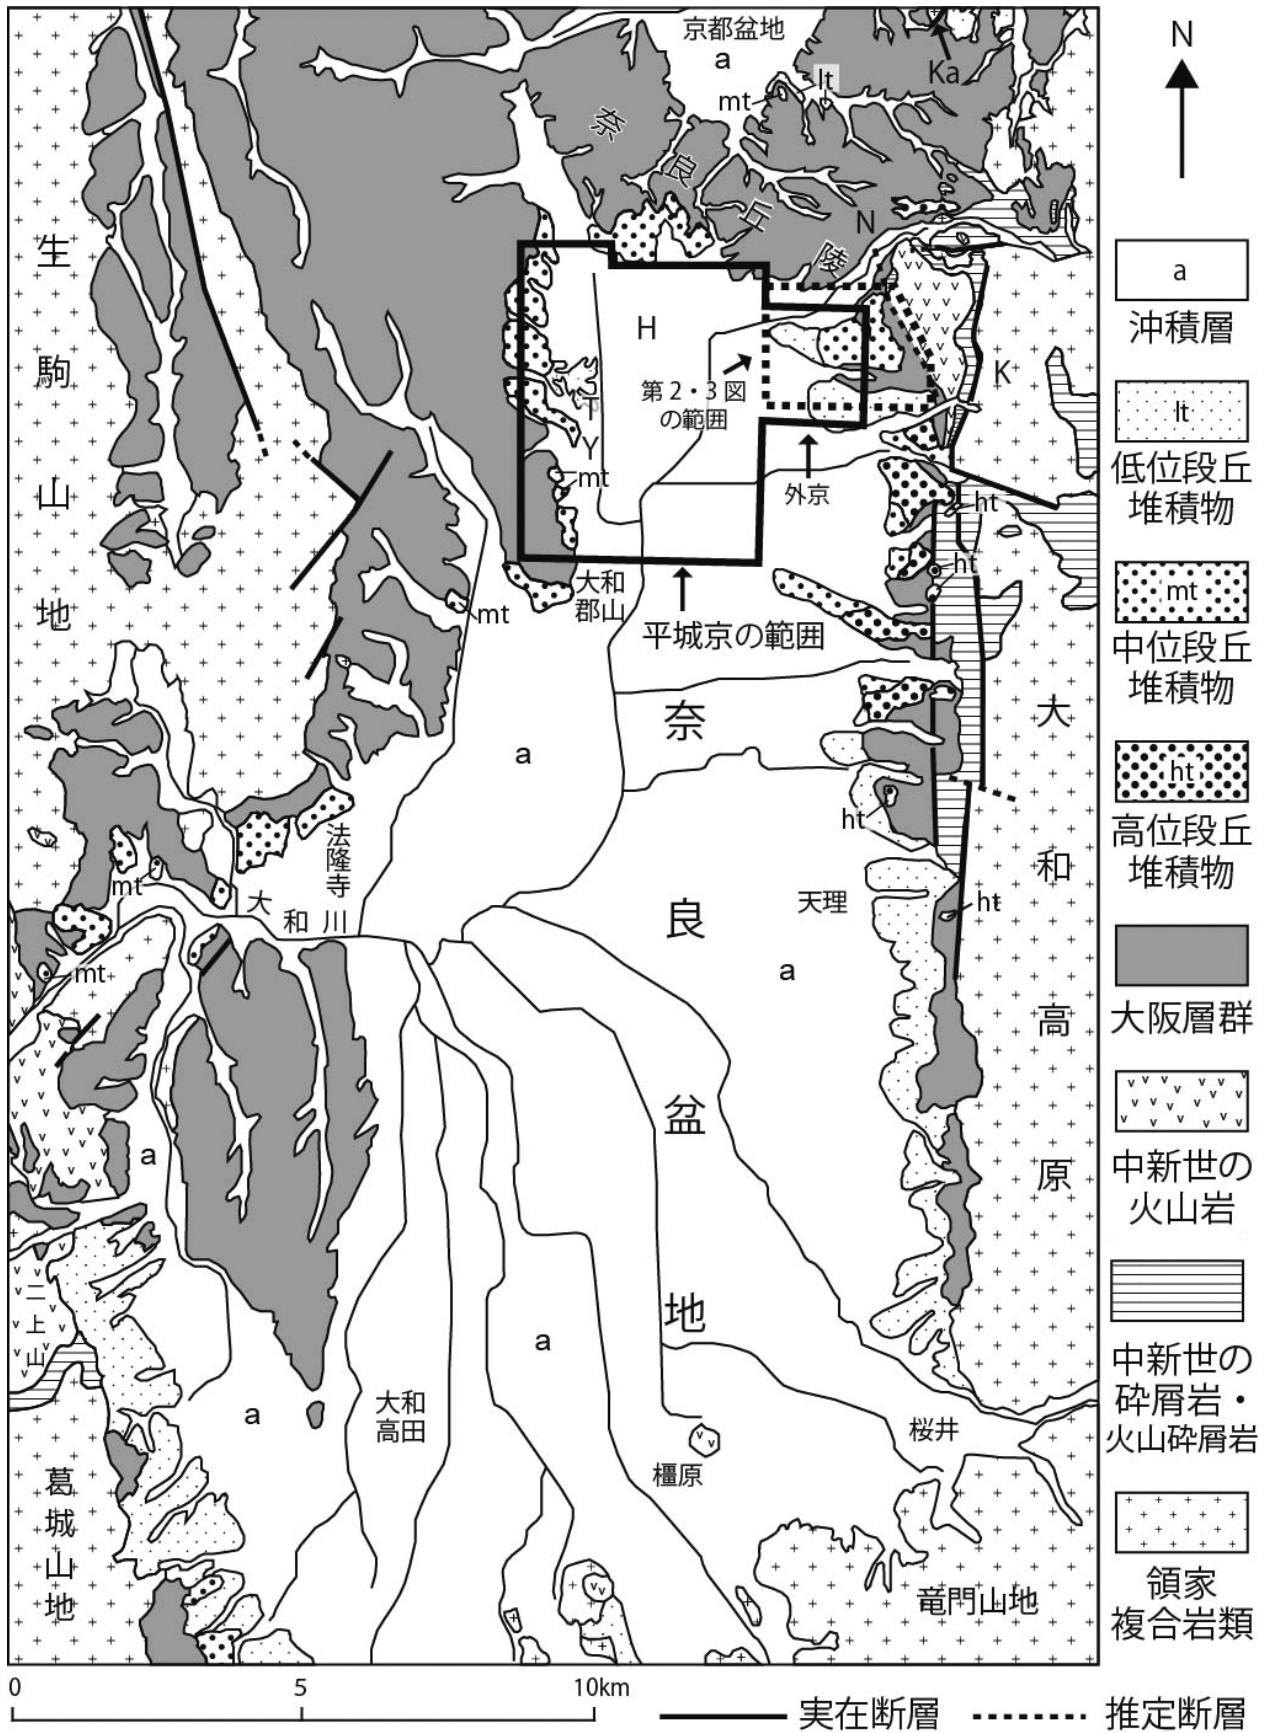 京都盆地
a
lt
mt
Ka
N
奈
良
丘
陵
N
生
駒
山
地
H
K
第2・3図
の範囲
T
Y
mt
外京
ht
ht
大和
郡山
mt
平城京の範囲
奈
良
盆
地
大
和
高
原
a
ht
法
隆
寺
mt
大
和
川
天理
ht
a
mt
a
二
上
山
a
a
大和
高田
橿原
桜井
葛
城
山
地
竜門山地
a
沖積層
lt
低位段丘
堆積物
mt
中位段丘
堆積物
ht
高位段丘
堆積物
大阪層群
中新世の
火山岩
中新世の
砕屑岩・
火山砕屑岩
領家
複合岩類
0
5
10km
実在断層
推定断層